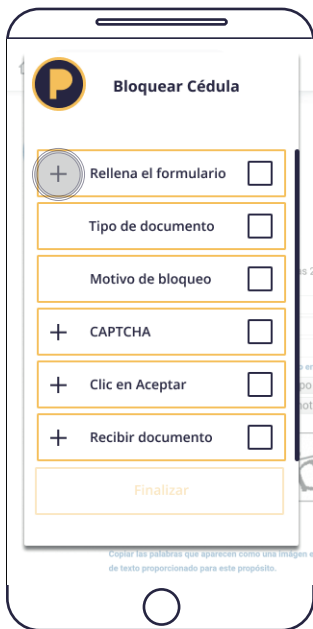 P
Bloquear Cédula
+ Rellena el formulario
Tipo de documento
Motivo de bloqueo
+ CAPTCHA
+ Clic en Aceptar
+ Recibir documento
Finalizar
Copiar las palabras que aparecen como una imágen e
de texto proporcionado para este propósito.